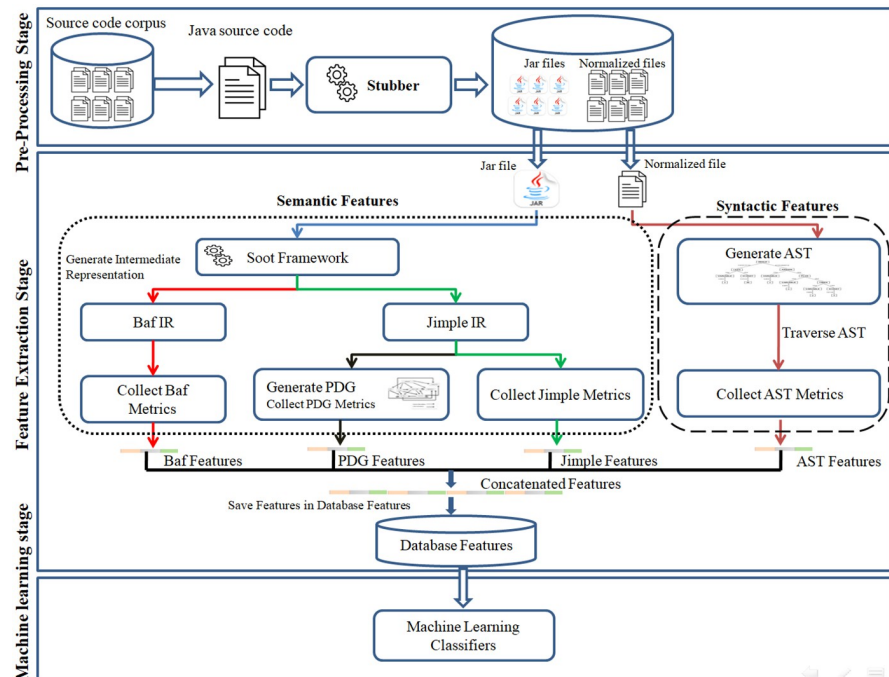 Pre-Processing Stage
Source code corpus
Java source code
Stubber
Jar files
Normalized files
Feature Extraction Stage
Jar file
Normalized file
JAR
Semantic Features
Syntactic Features
Generate Intermediate
Representation
Soot Framework
Generate AST
Baf IR
Jimple IR
Traverse AST
Collect Baf
Metrics
Generate PDG
Collect PDG Metrics
Collect Jimple Metrics
Collect AST Metrics
Baf Features
PDG Features
Jimple Features
AST Features
Concatenated Features
Save Features in Database Features
Database Features
Machine learning stage
Machine Learning
Classifiers